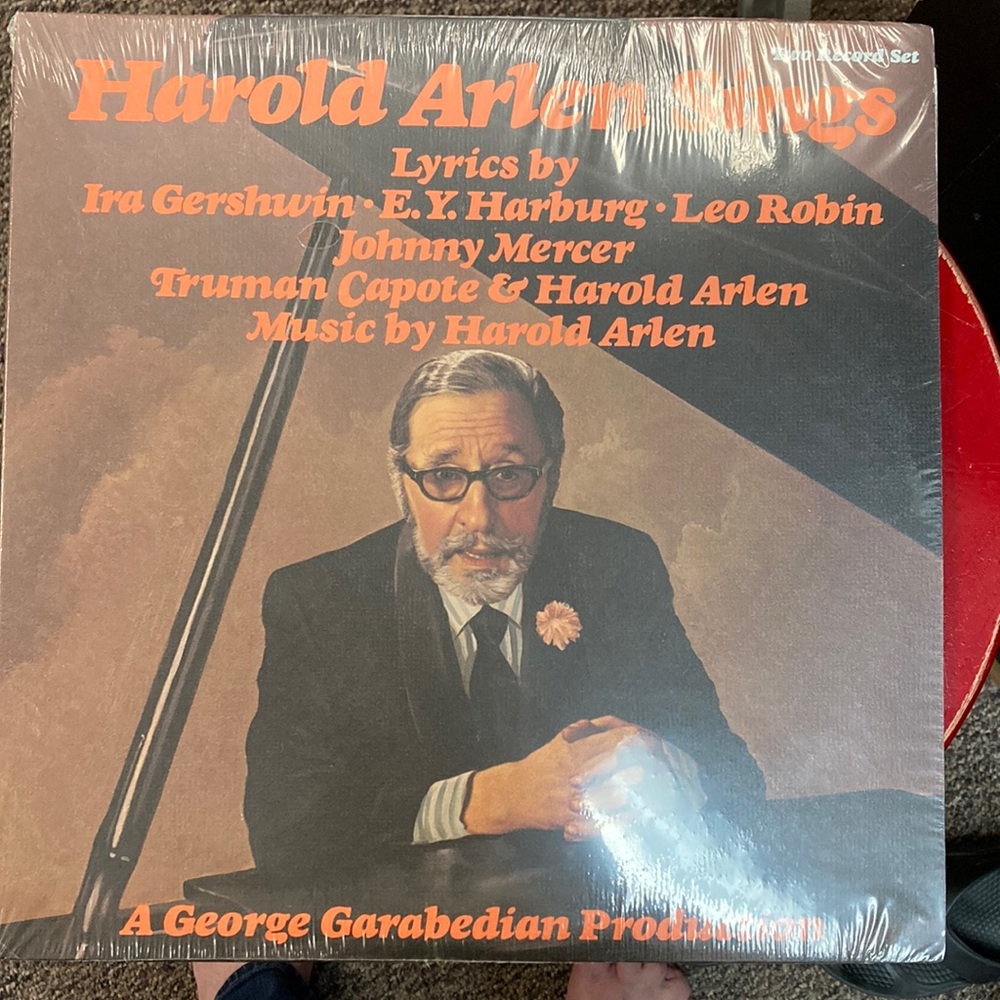 Two Record Set
Harold Arlen Sings
Lyrics by
Ira Gershwin • E.Y. Harburg • Leo Robin
Johnny Mercer
Truman Capote & Harold Arlen
Music by Harold Arlen
A George Garabedian Production